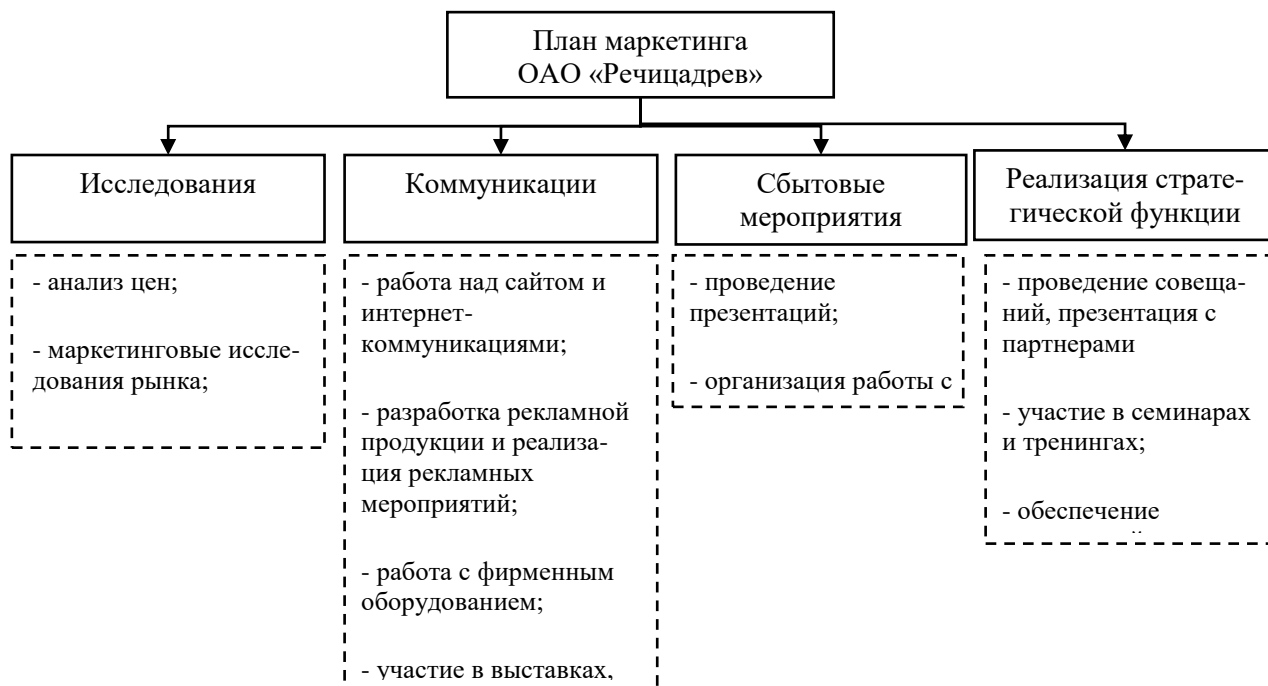 План маркетинга
ОАО «Речицадрев»
Исследования
- анализ цен;
- маркетинговые иссле-
дования рынка;
Коммуникации
- работа над сайтом и
интернет-
коммуникациями;
- разработка рекламной
продукции и реализа-
ция рекламных
мероприятий;
- работа с фирменным
оборудованием;
- участие в выставках,
Сбытовые
мероприятия
- проведение
презентаций;
- организация работы с
Реализация страте-
гической функции
- проведение совеща-
ний, презентация с
партнерами
- участие в семинарах
и тренингах;
- обеспечение